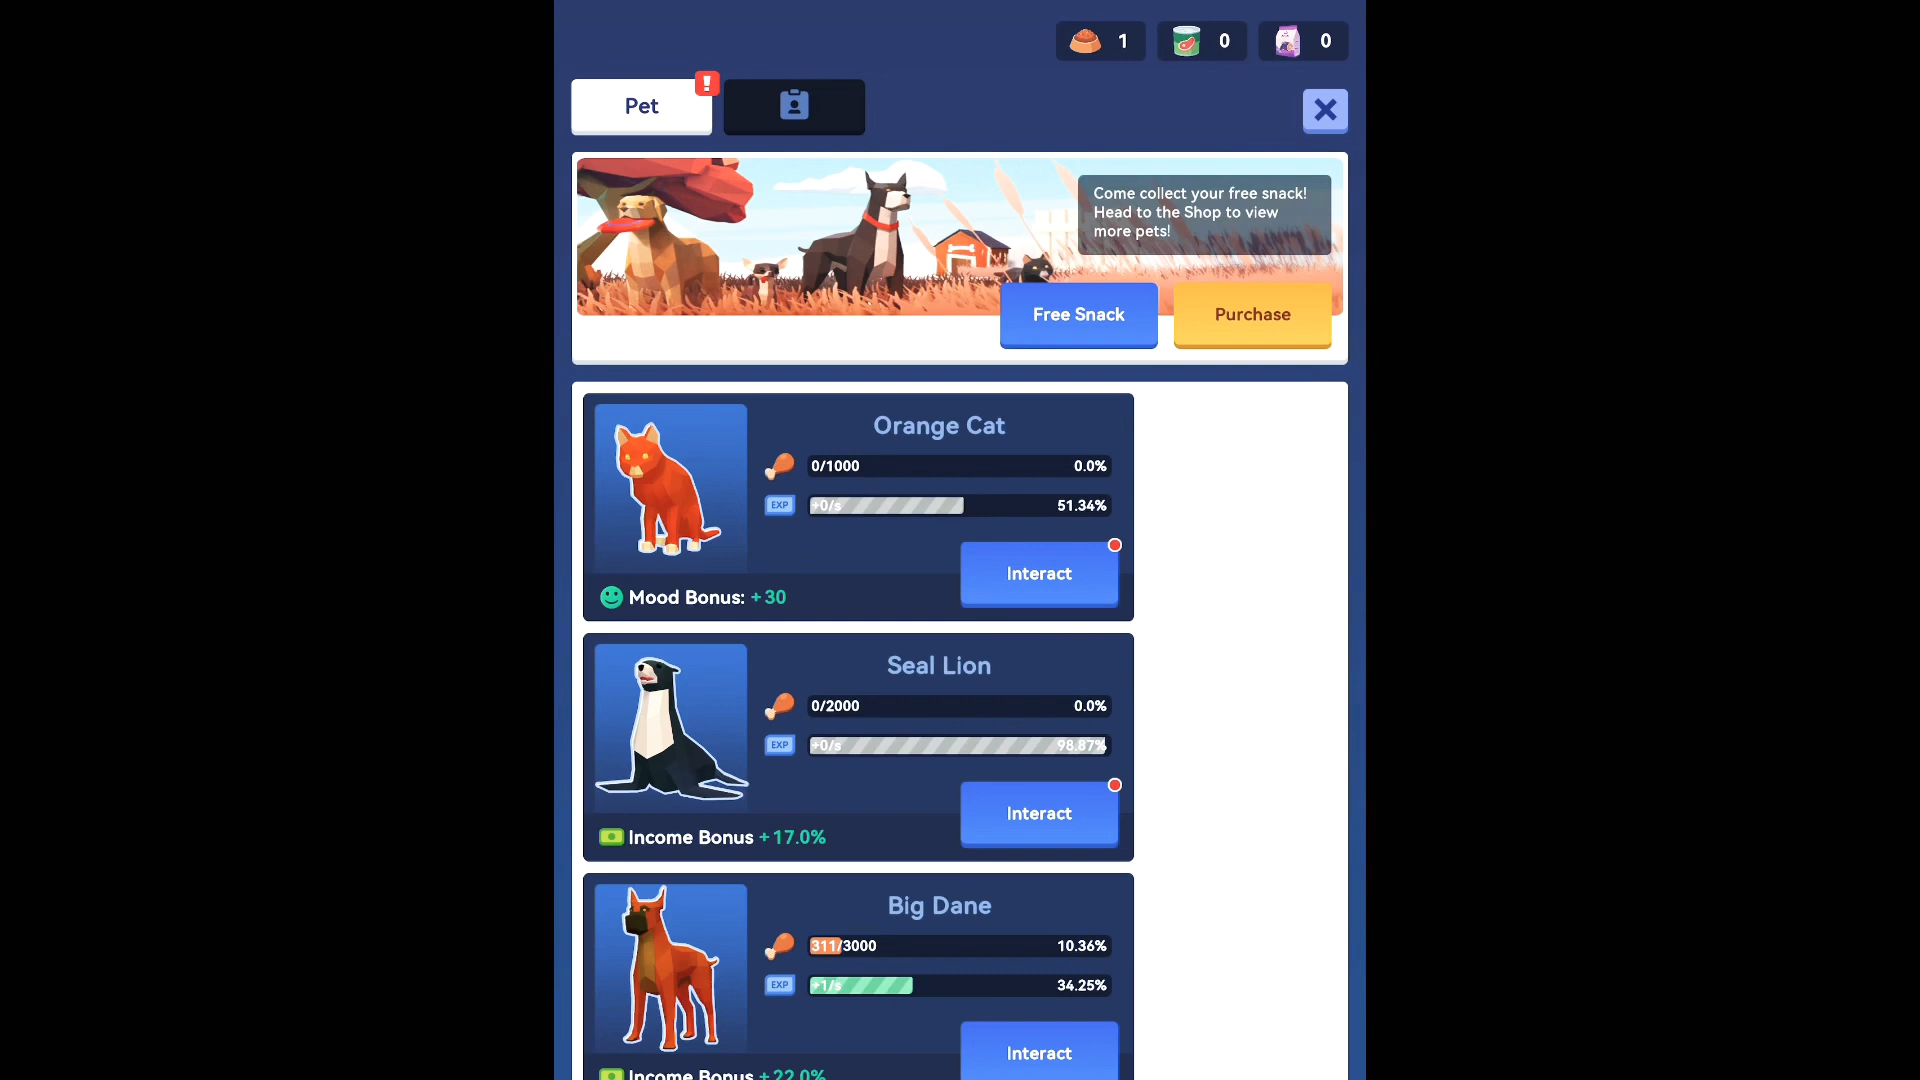 1 0 0
Pet
Come collect your free snack!
Head to the Shop to view
more pets!
Free Snack Purchase
Orange Cat
0/1000 0.0%
EXP +0/s 51.34%
Interact
Mood Bonus: +30
Seal Lion
0/2000 0.0%
EXP +0/s 98.87%
Interact
Income Bonus +17.0%
Big Dane
311/3000 10.36%
EXP +1/s 34.25%
Interact
Income Bonus +22.0%